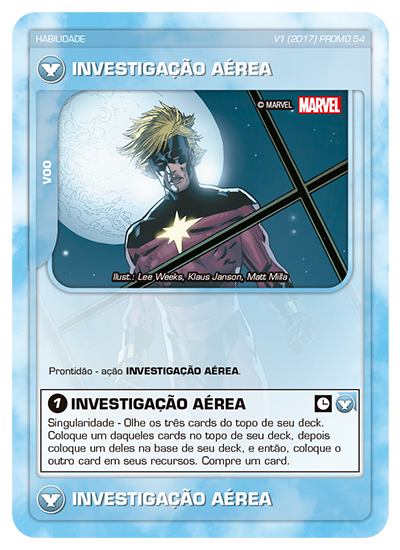 HABILIDADE
V1 (2017) PROMO 54
INVESTIGAÇÃO AÉREA
© MARVEL MARVEL
VOO
Ilust.: Lee Weeks, Klaus Janson, Matt Milla
Prontidão - ação INVESTIGAÇÃO AÉREA.
1 INVESTIGAÇÃO AÉREA
Singularidade - Olhe os três cards do topo de seu deck.
Coloque um daqueles cards no topo de seu deck, depois
coloque um deles na base de seu deck, e então, coloque o
outro card em seus recursos. Compre um card.
INVESTIGAÇÃO AÉREA